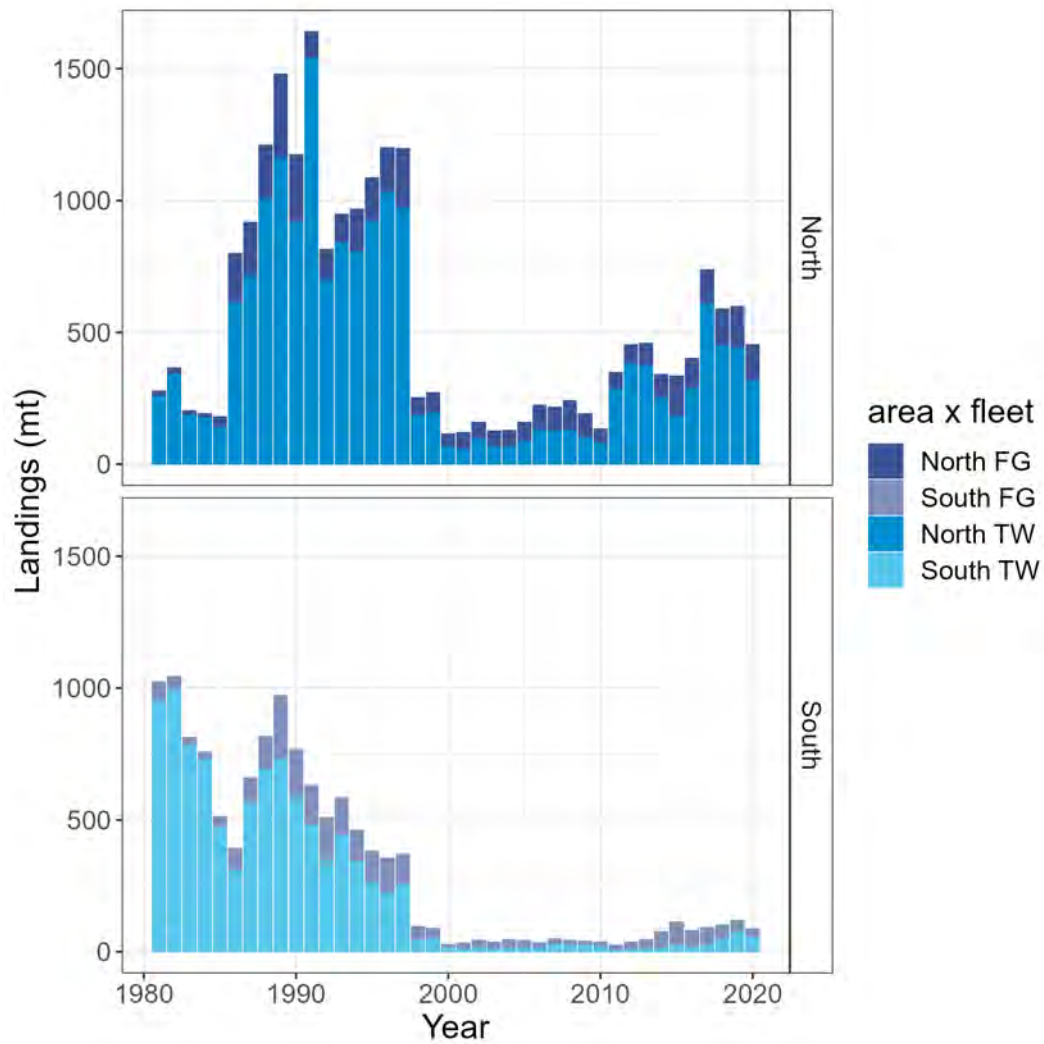 1500
1000
500
0
North
1500
1000
500
0
South
Landings (mt)
1980
1990
2000
2010
2020
Year
area x fleet
North FG
South FG
North TW
South TW